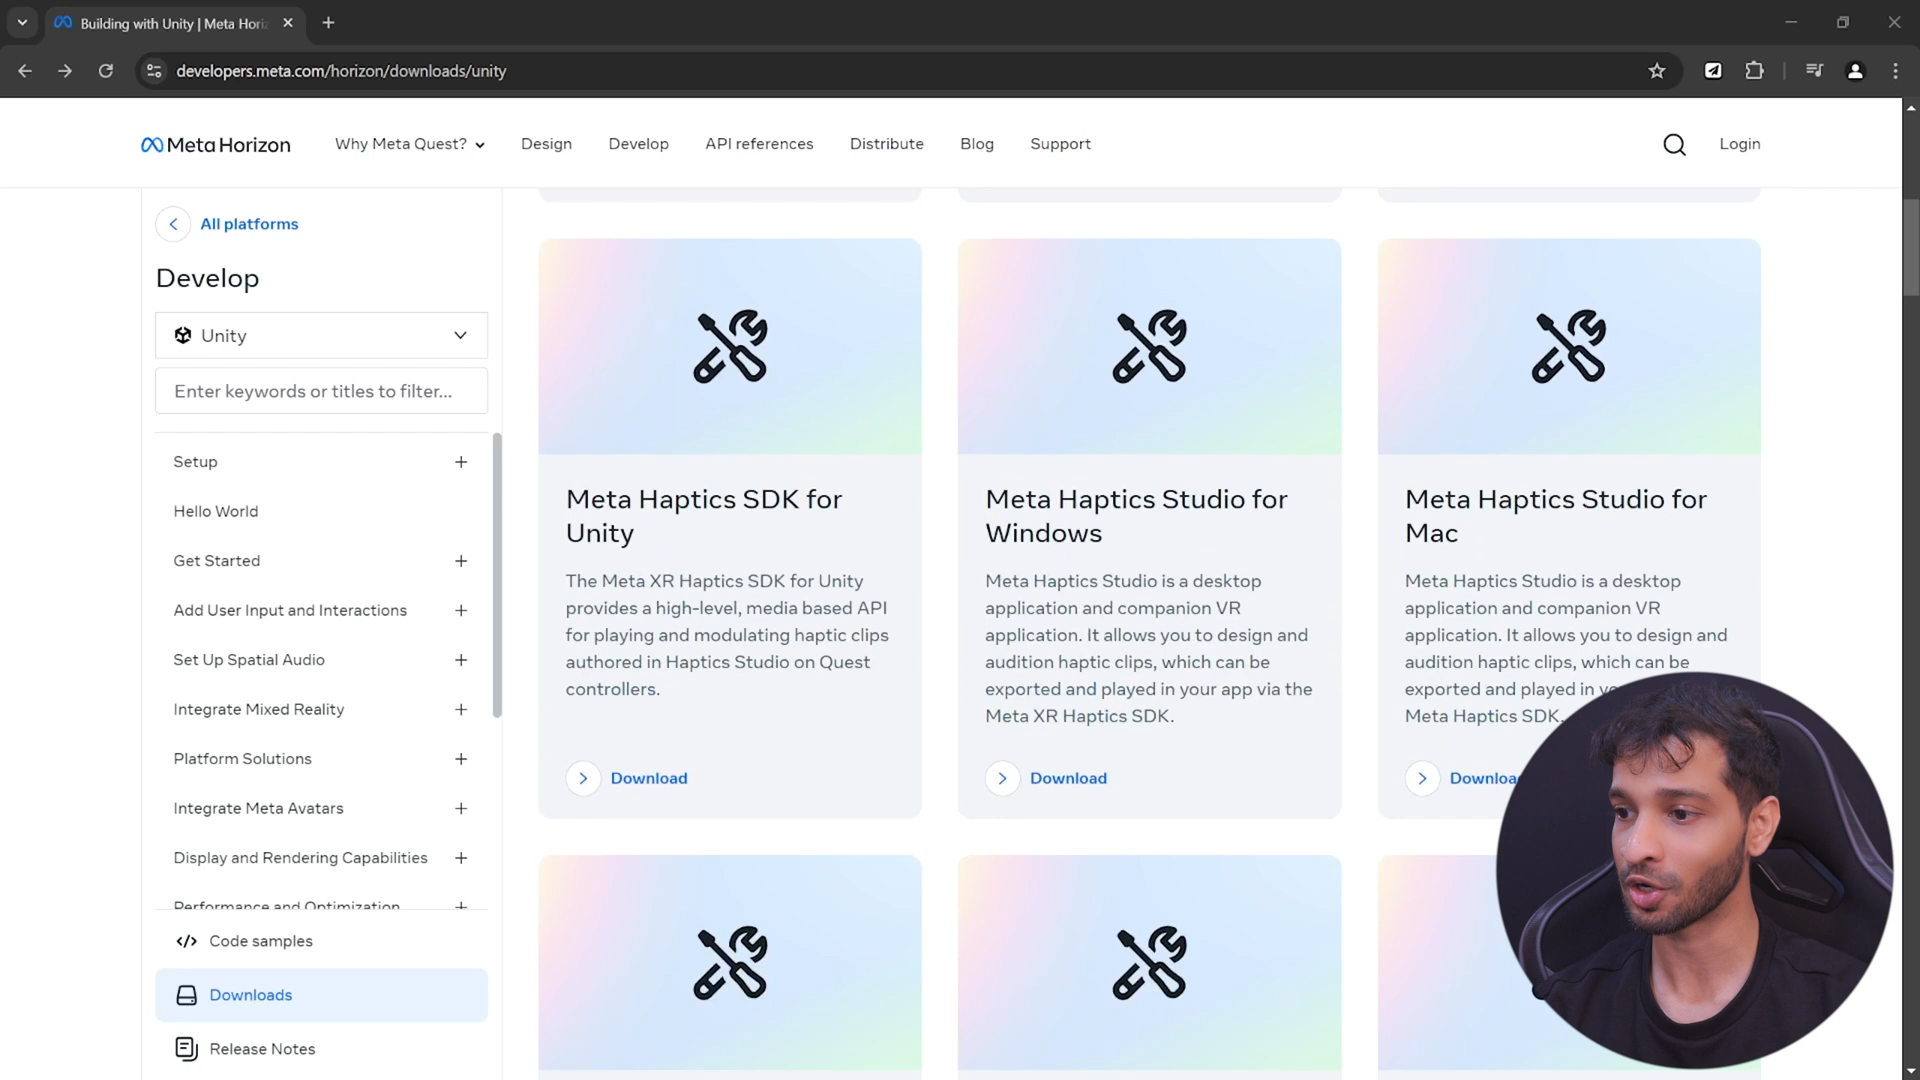 Building with Unity | Meta Hori
developers.meta.com/horizon/downloads/unity
Meta Horizon
Why Meta Quest?
Design
Develop
API references
Distribute
Blog
Support
Login
All platforms
Develop
Unity
Enter keywords or titles to filter...
Setup
Hello World
Get Started
Add User Input and Interactions
Set Up Spatial Audio
Integrate Mixed Reality
Platform Solutions
Integrate Meta Avatars
Display and Rendering Capabilities
Performance and Optimization
Code samples
Downloads
Release Notes
Meta Haptics SDK for
Unity
The Meta XR Haptics SDK for Unity
provides a high-level, media based API
for playing and modulating haptic clips
authored in Haptics Studio on Quest
controllers.
Download
Meta Haptics Studio for
Windows
Meta Haptics Studio is a desktop
application and companion VR
application. It allows you to design and
audition haptic clips, which can be
exported and played in your app via the
Meta XR Haptics SDK.
Download
Meta Haptics Studio for
Mac
Meta Haptics Studio is a desktop
application and companion VR
application. It allows you to design and
audition haptic clips, which can be
exported and played in
Meta Haptics SDK.